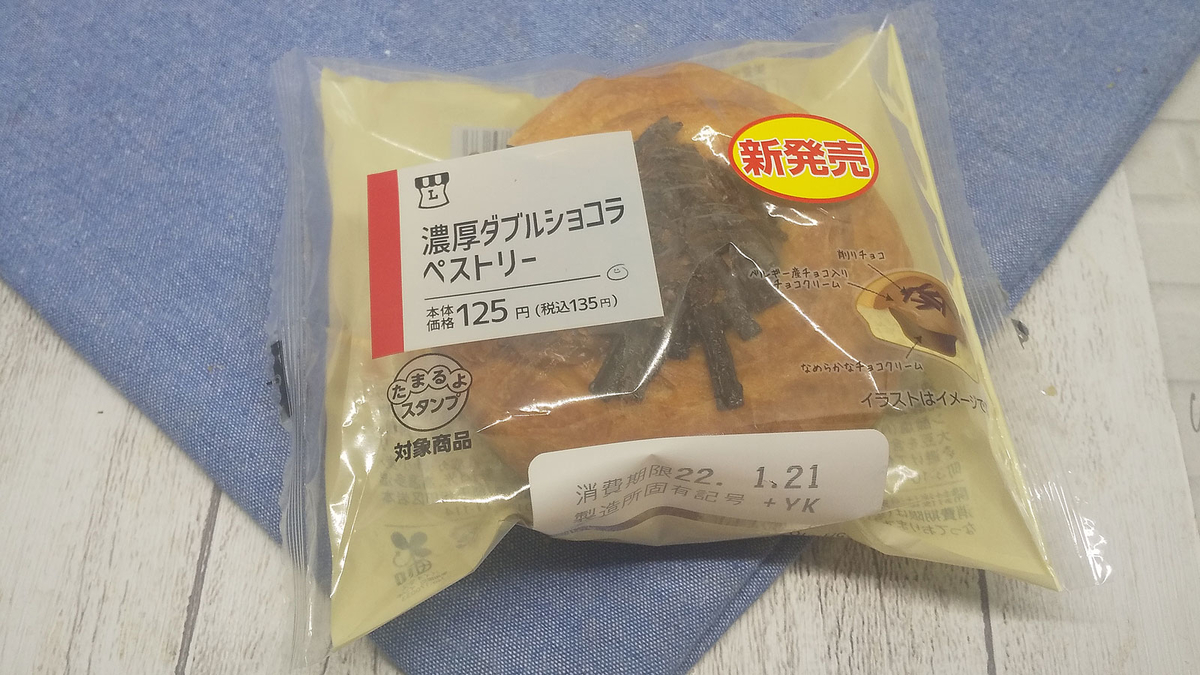 L
濃厚ダブルショコラ
ペストリー
本体
価格 125 円 (税込135円)
新発売
削りチョコ
ベルギー産チョコ入り
チョコクリーム
なめらかなチョコクリーム
イラストはイメージで
たまるよ
スタンプ
対象商品
消費期限 22. 1.21
製造所固有記号 +YK